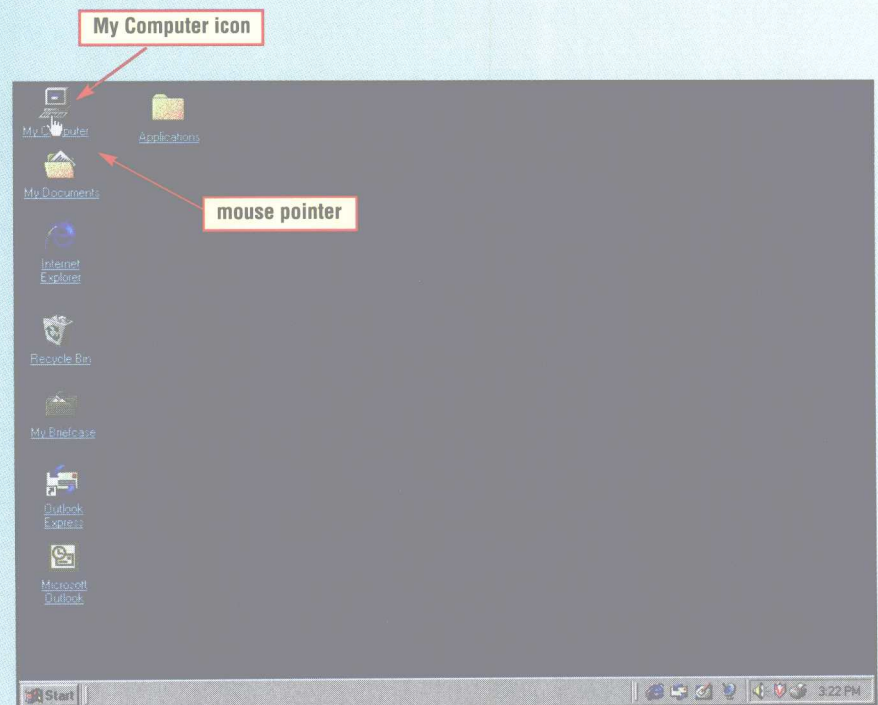 My Computer icon
My Computer
Applications
My Documents
mouse pointer
Internet
Explorer
Recycle Bin
My Briefcase
Outlook
Express
Microsoft
Outlook
Start
3:22 PM